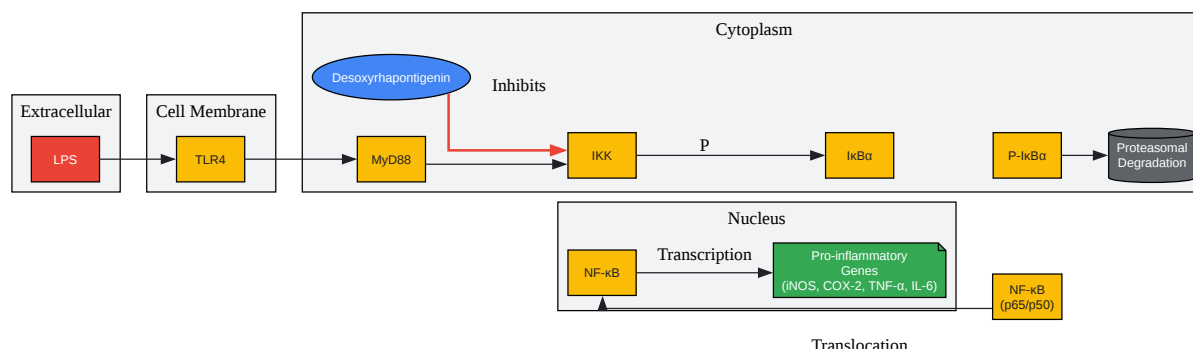 Cytoplasm
Desoxyrhapontigenin
Inhibits
Extracellular
Cell Membrane
LPS
TLR4
MyD88
IKK
P
IκBα
P-IκBα
Proteasomal
Degradation
Nucleus
NF-κB
Transcription
Pro-inflammatory
Genes
(iNOS, COX-2, TNF-α, IL-6)
NF-κB
(p65/p50)
Translocation